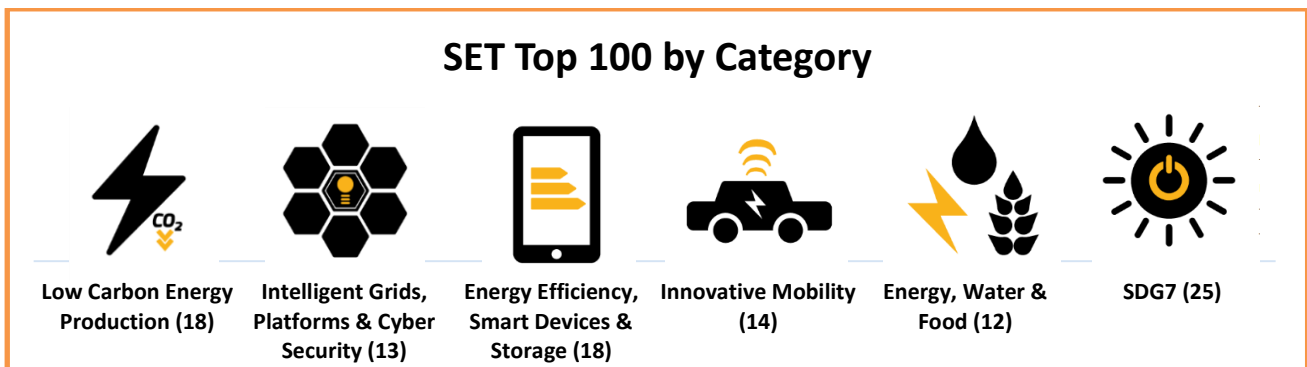 SET Top 100 by Category
CO₂
Low Carbon Energy
Production (18)
Intelligent Grids,
Platforms & Cyber
Security (13)
Energy Efficiency,
Smart Devices &
Storage (18)
Innovative Mobility
(14)
Energy, Water &
Food (12)
SDG7 (25)